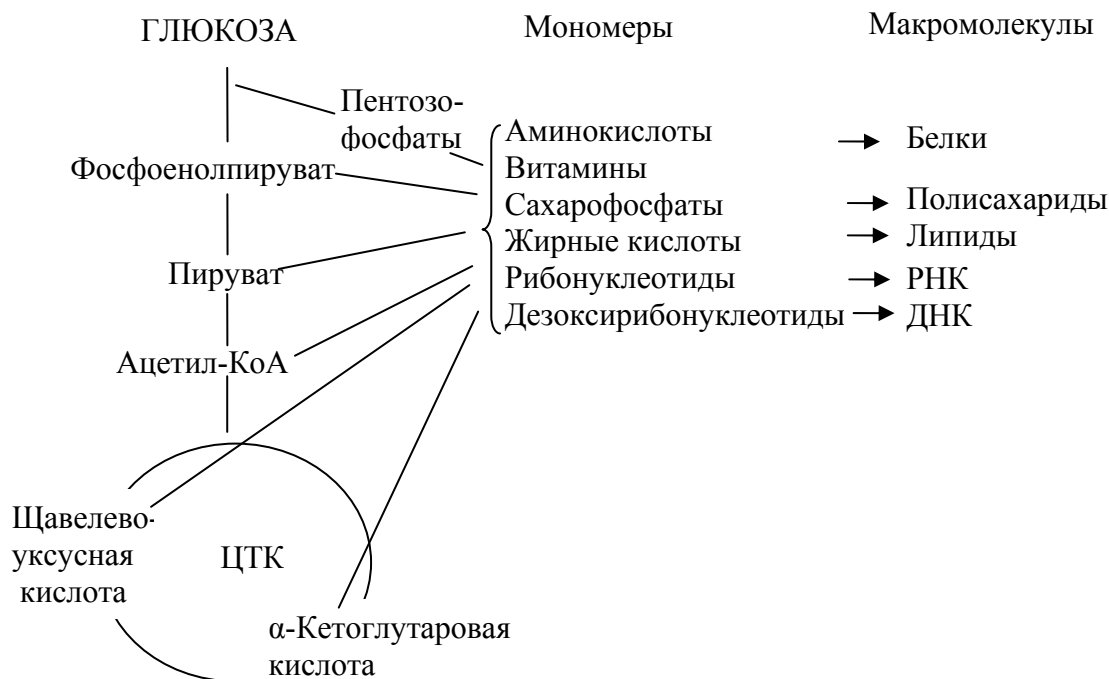 ГЛЮКОЗА
Мономеры
Макромолекулы
Пентозо-
фосфаты
Фосфоенолпируват
Пируват
Ацетил-КоА
Щавелево-
уксусная
кислота
ЦТК
α-Кетоглутаровая
кислота
Аминокислоты
Белки
Витамины
Сахарофосфаты
Полисахариды
Жирные кислоты
Липиды
Рибонуклеотиды
РНК
Дезоксирибонуклеотиды
ДНК